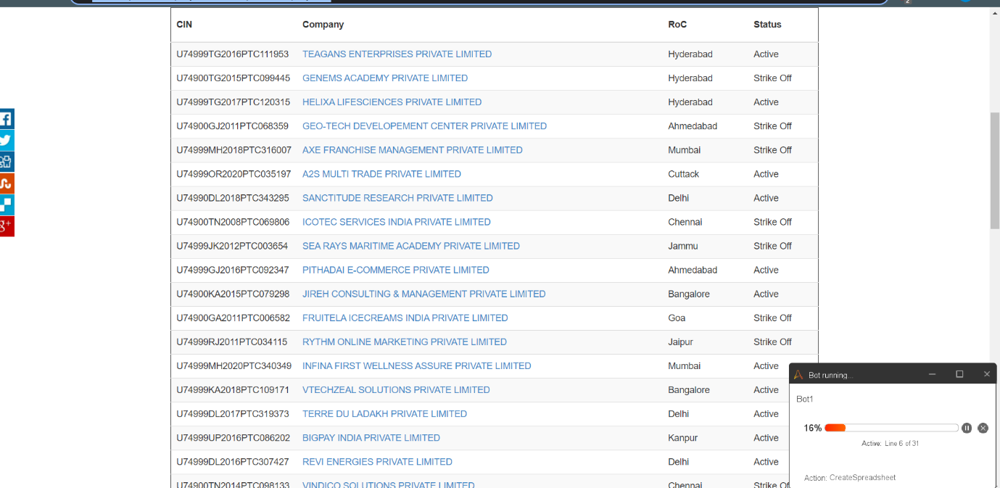 2
CIN Company RoC Status
U74999TG2016PTC111953 TEAGANS ENTERPRISES PRIVATE LIMITED Hyderabad Active
U74900TG2015PTC099445 GENEMS ACADEMY PRIVATE LIMITED Hyderabad Strike Off
U74999TG2017PTC120315 HELIXA LIFESCIENCES PRIVATE LIMITED Hyderabad Active
U74900GJ2011PTC068359 GEO-TECH DEVELOPEMENT CENTER PRIVATE LIMITED Ahmedabad Strike Off
U74999MH2018PTC316007 AXE FRANCHISE MANAGEMENT PRIVATE LIMITED Mumbai Strike Off
U74999OR2020PTC035197 A2S MULTI TRADE PRIVATE LIMITED Cuttack Active
U74990DL2018PTC343295 SANCTITUDE RESEARCH PRIVATE LIMITED Delhi Active
U74900TN2008PTC069806 ICOTEC SERVICES INDIA PRIVATE LIMITED Chennai Strike Off
U74999JK2012PTC003654 SEA RAYS MARITIME ACADEMY PRIVATE LIMITED Jammu Strike Off
U74999GJ2016PTC092347 PITHADAI E-COMMERCE PRIVATE LIMITED Ahmedabad Active
U74900KA2015PTC079298 JIREH CONSULTING & MANAGEMENT PRIVATE LIMITED Bangalore Active
U74900GA2011PTC006582 FRUITELA ICECREAMS INDIA PRIVATE LIMITED Goa Strike Off
U74999RJ2011PTC034115 RYTHM ONLINE MARKETING PRIVATE LIMITED Jaipur Strike Off
U74999MH2020PTC340349 INFINA FIRST WELLNESS ASSURE PRIVATE LIMITED Mumbai Active
U74999KA2018PTC109171 VTECHZEAL SOLUTIONS PRIVATE LIMITED Bangalore Active
U74999DL2017PTC319373 TERRE DU LADAKH PRIVATE LIMITED Delhi Active
U74999UP2016PTC086202 BIGPAY INDIA PRIVATE LIMITED Kanpur Active
U74999DL2016PTC307427 REVI ENERGIES PRIVATE LIMITED Delhi Active
U74900TN2014PTC098133 VINDICO SOLUTIONS PRIVATE LIMITED Chennai Strike Off
g+
Bot running...
Bot1
16%
Active: Line 6 of 31
Action: CreateSpreadsheet